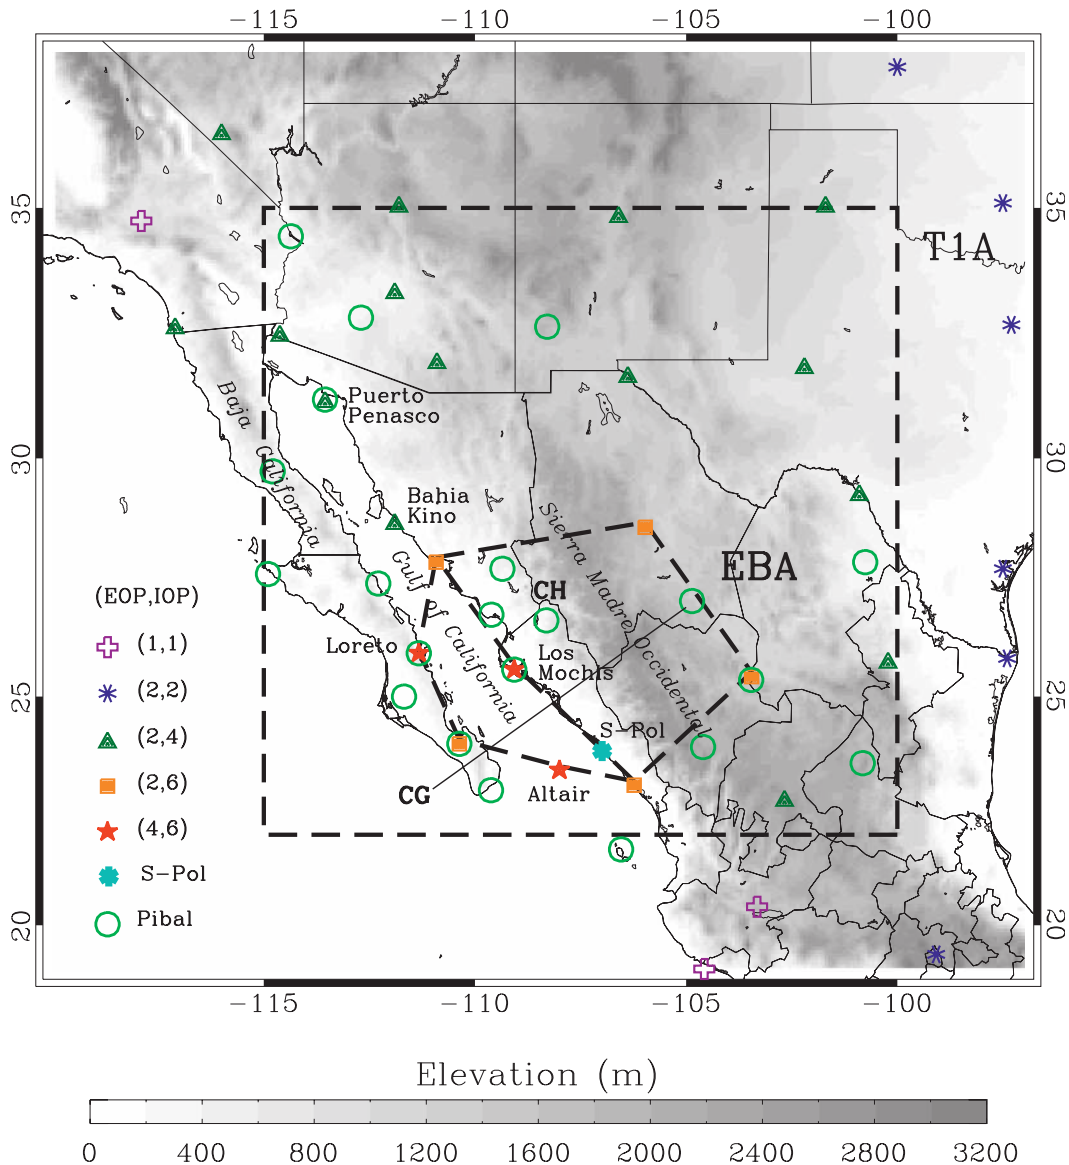 -115 -110 -105 -100
35 35
T1A
Puerto
Penasco
Baja California
30 30
Bahia
Kino
Sierra Madre Occidental
EBA
Gulf of California
(EOP,IOP)
CH
(1,1)
Loreto
Los
Mochis
(2,2)
25 25
(2,4)
S-Pol
(2,6)
CG
Altair
(4,6)
S-Pol
Pibal
20 20
-115 -110 -105 -100
Elevation (m)
0 400 800 1200 1600 2000 2400 2800 3200